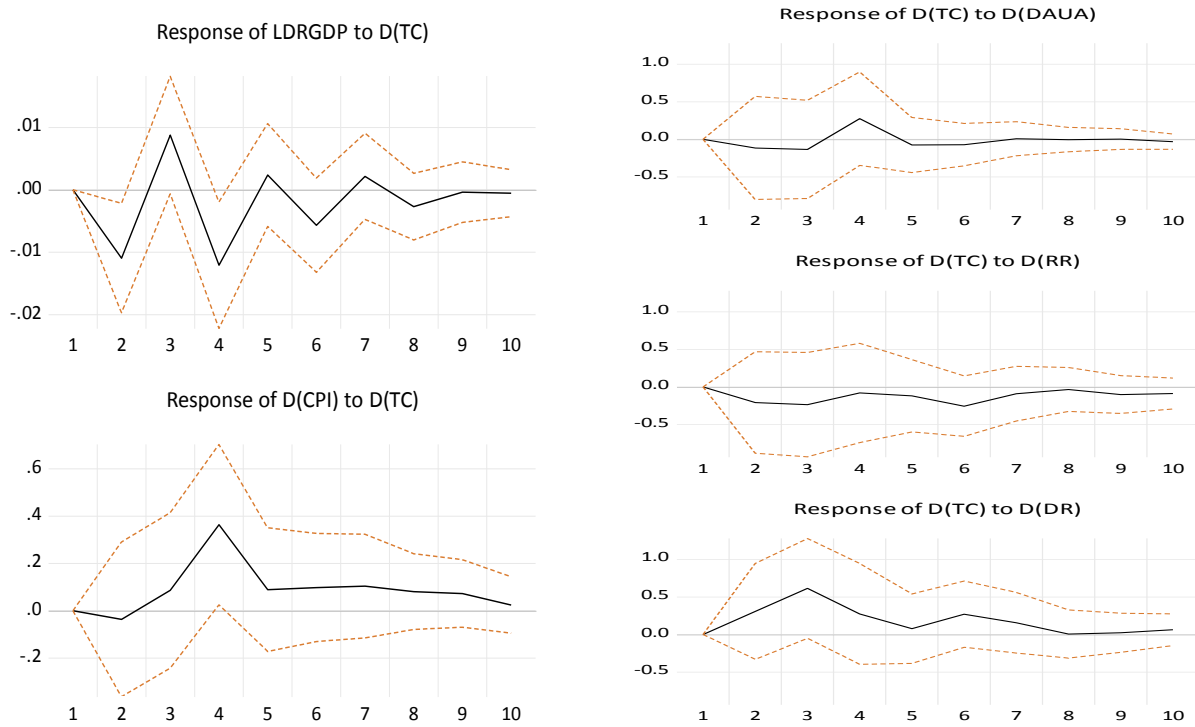 Response of LDRGDP to D(TC)
.01
.00
-.01
-.02
1 2 3 4 5 6 7 8 9 10
Response of D(CPI) to D(TC)
.6
.4
.2
.0
-.2
1 2 3 4 5 6 7 8 9 10
Response of D(TC) to D(DAUA)
1.0
0.5
0.0
-0.5
1 2 3 4 5 6 7 8 9 10
Response of D(TC) to D(RR)
1.0
0.5
0.0
-0.5
1 2 3 4 5 6 7 8 9 10
Response of D(TC) to D(DR)
1.0
0.5
0.0
-0.5
1 2 3 4 5 6 7 8 9 10